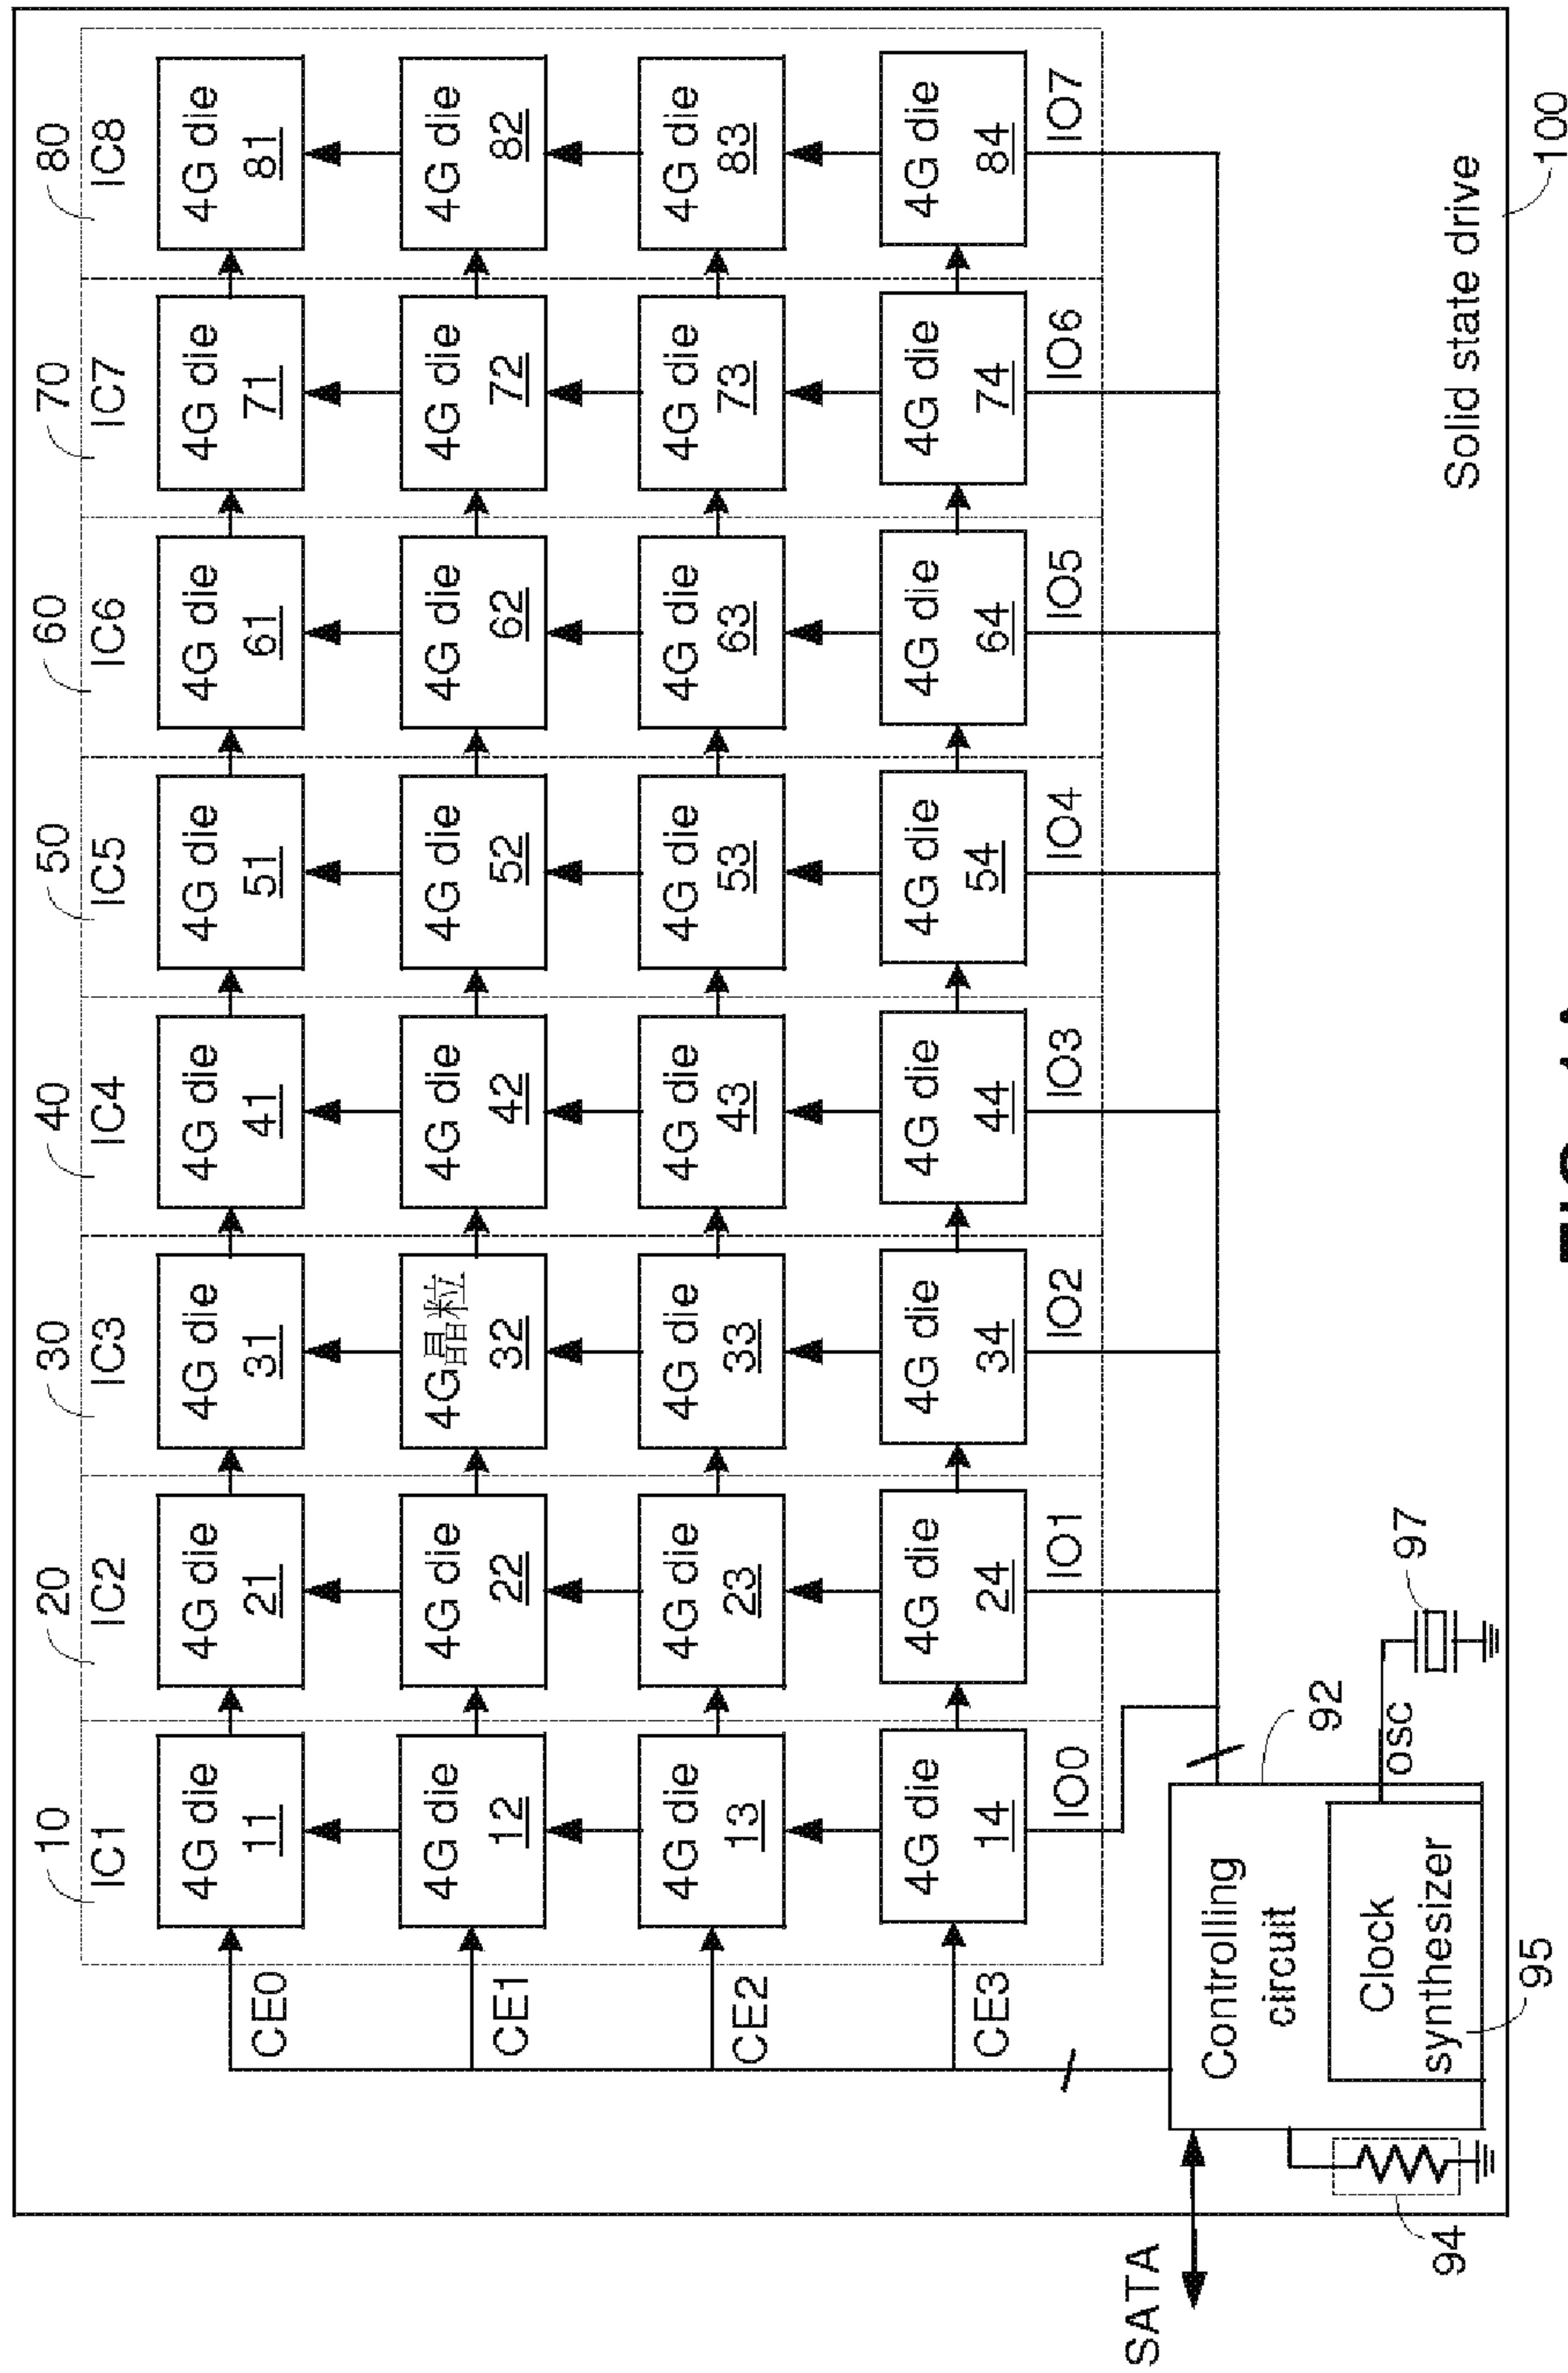 10
20
30
40
50
60
70
80
IC1
IC2
IC3
IC4
IC5
IC6
IC7
IC8
CE0
4G die
11
4G die
21
4G die
31
4G die
41
4G die
51
4G die
61
4G die
71
4G die
81
CE1
4G die
12
4G die
22
4G晶粒
32
4G die
42
4G die
52
4G die
62
4G die
72
4G die
82
CE2
4G die
13
4G die
23
4G die
33
4G die
43
4G die
53
4G die
63
4G die
73
4G die
83
CE3
4G die
14
4G die
24
4G die
34
4G die
44
4G die
54
4G die
64
4G die
74
4G die
84
IO0
IO1
IO2
IO3
IO4
IO5
IO6
IO7
SATA
Controlling
circuit
92
Clock
synthesizer
osc
97
94
95
Solid state drive
100